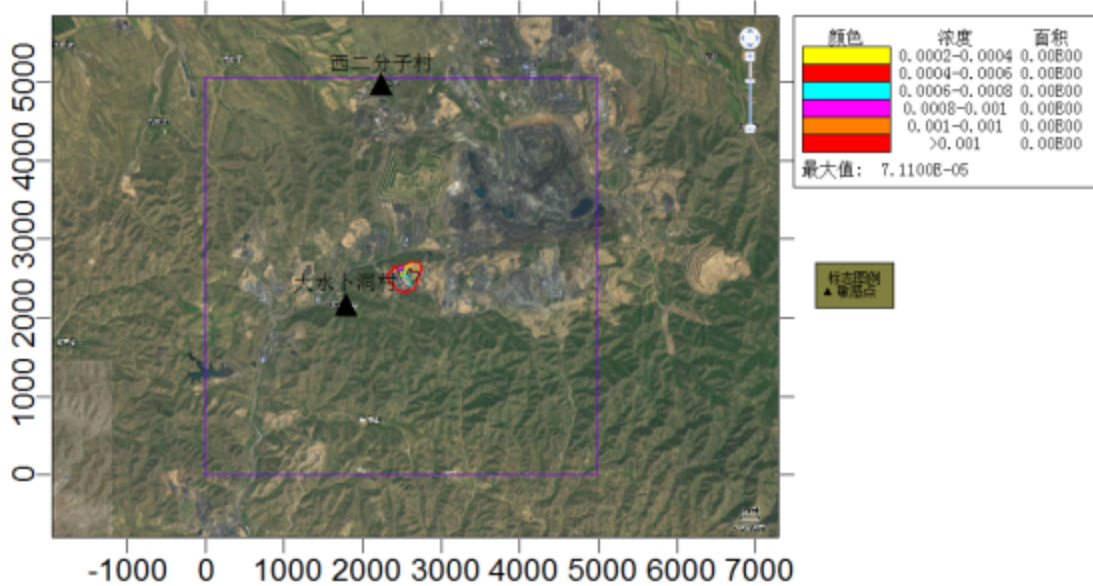 颜色 浓度 面积
0.0002-0.0004 0.00E00
0.0004-0.0006 0.00E00
0.0006-0.0008 0.00E00
0.0008-0.001 0.00E00
0.001-0.001 0.00E00
>0.001 0.00E00
最大值: 7.1100E-05
西二分子村
大水卜洞村
标志图例
▲ 敏感点
5000
4000
3000
2000
1000
0
-1000 0 1000 2000 3000 4000 5000 6000 7000